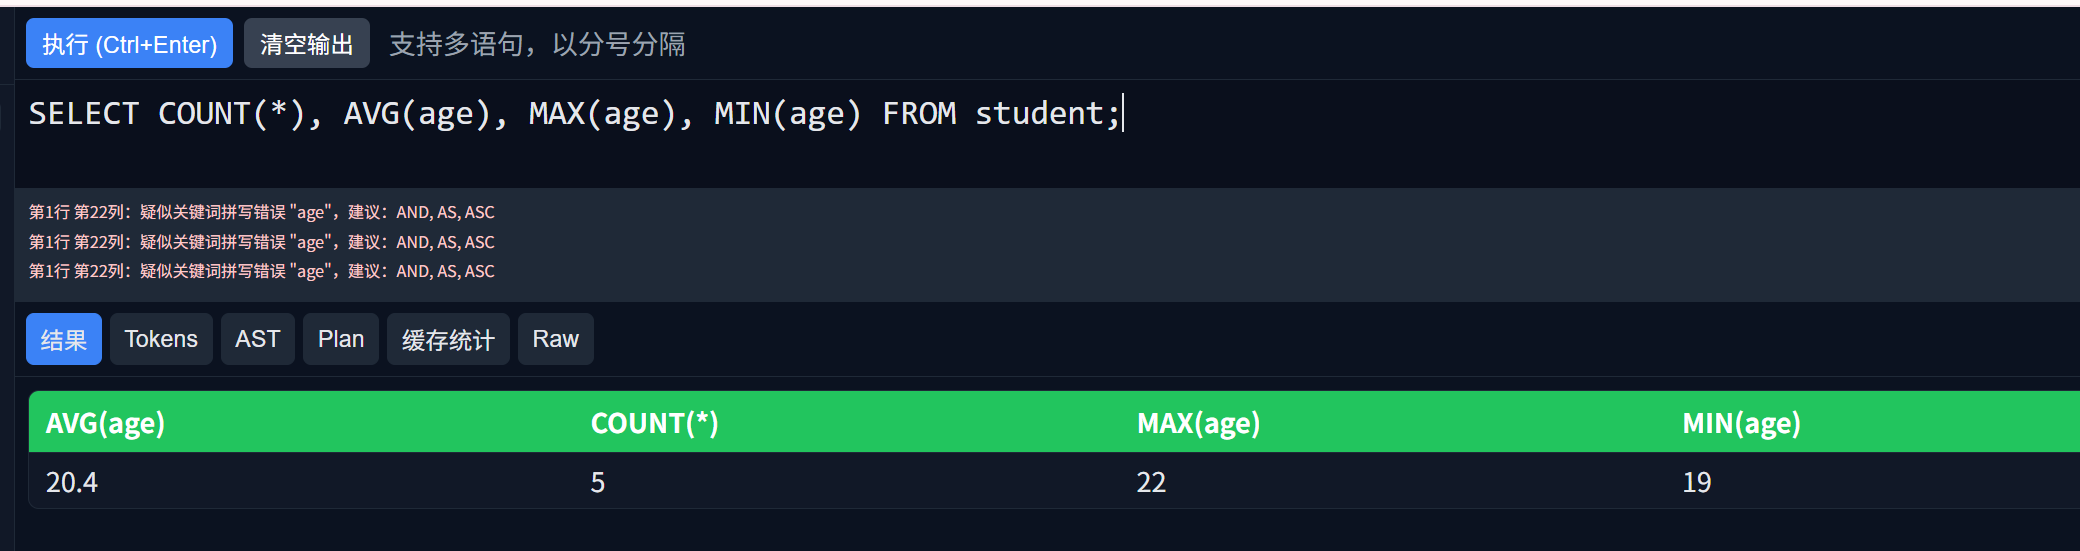 执行 (Ctrl+Enter) 清空输出 支持多语句，以分号分隔
SELECT COUNT(*), AVG(age), MAX(age), MIN(age) FROM student;
第1行 第22列：疑似关键词拼写错误 "age"，建议：AND, AS, ASC
第1行 第22列：疑似关键词拼写错误 "age"，建议：AND, AS, ASC
第1行 第22列：疑似关键词拼写错误 "age"，建议：AND, AS, ASC
结果 Tokens AST Plan 缓存统计 Raw
AVG(age) COUNT(*) MAX(age) MIN(age)
20.4 5 22 19